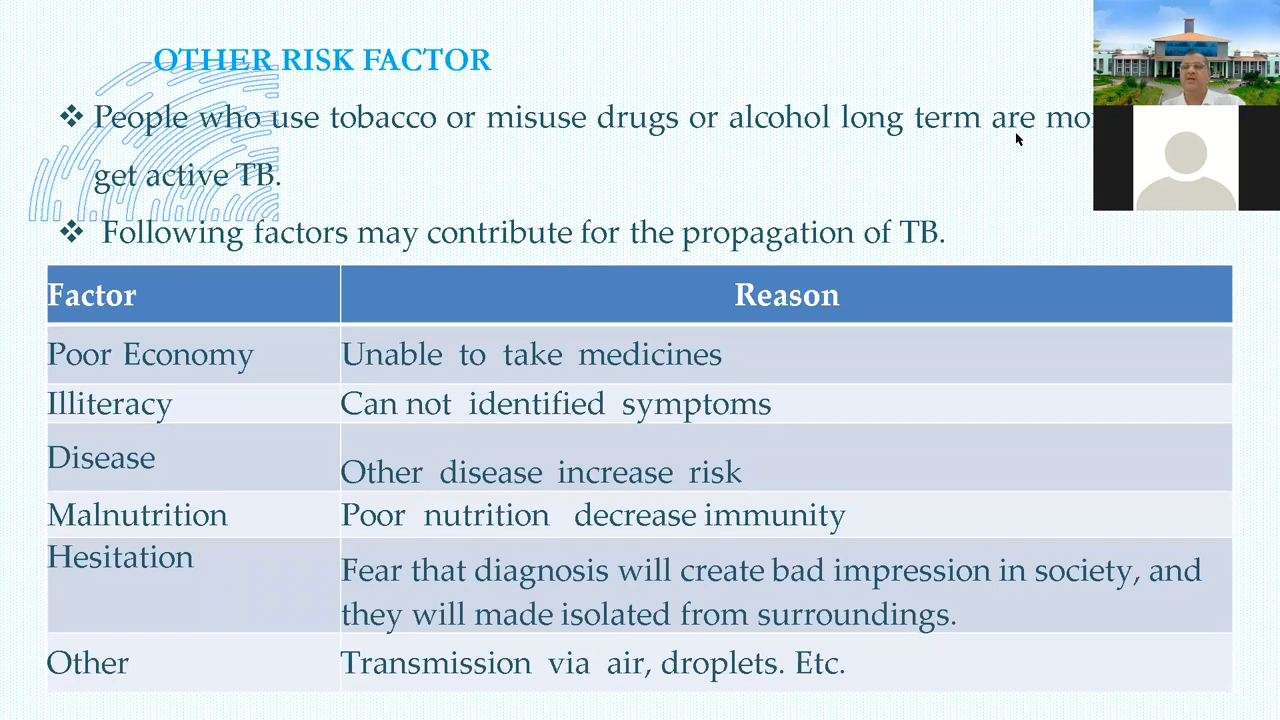 OTHER RISK FACTOR
❖ People who use tobacco or misuse drugs or alcohol long term are
get active TB.
❖ Following factors may contribute for the propagation of TB.
Factor Reason
Poor Economy Unable to take medicines
Illiteracy Can not identified symptoms
Disease Other disease increase risk
Malnutrition Poor nutrition decrease immunity
Hesitation Fear that diagnosis will create bad impression in society, and
they will made isolated from surroundings.
Other Transmission via air, droplets. Etc.